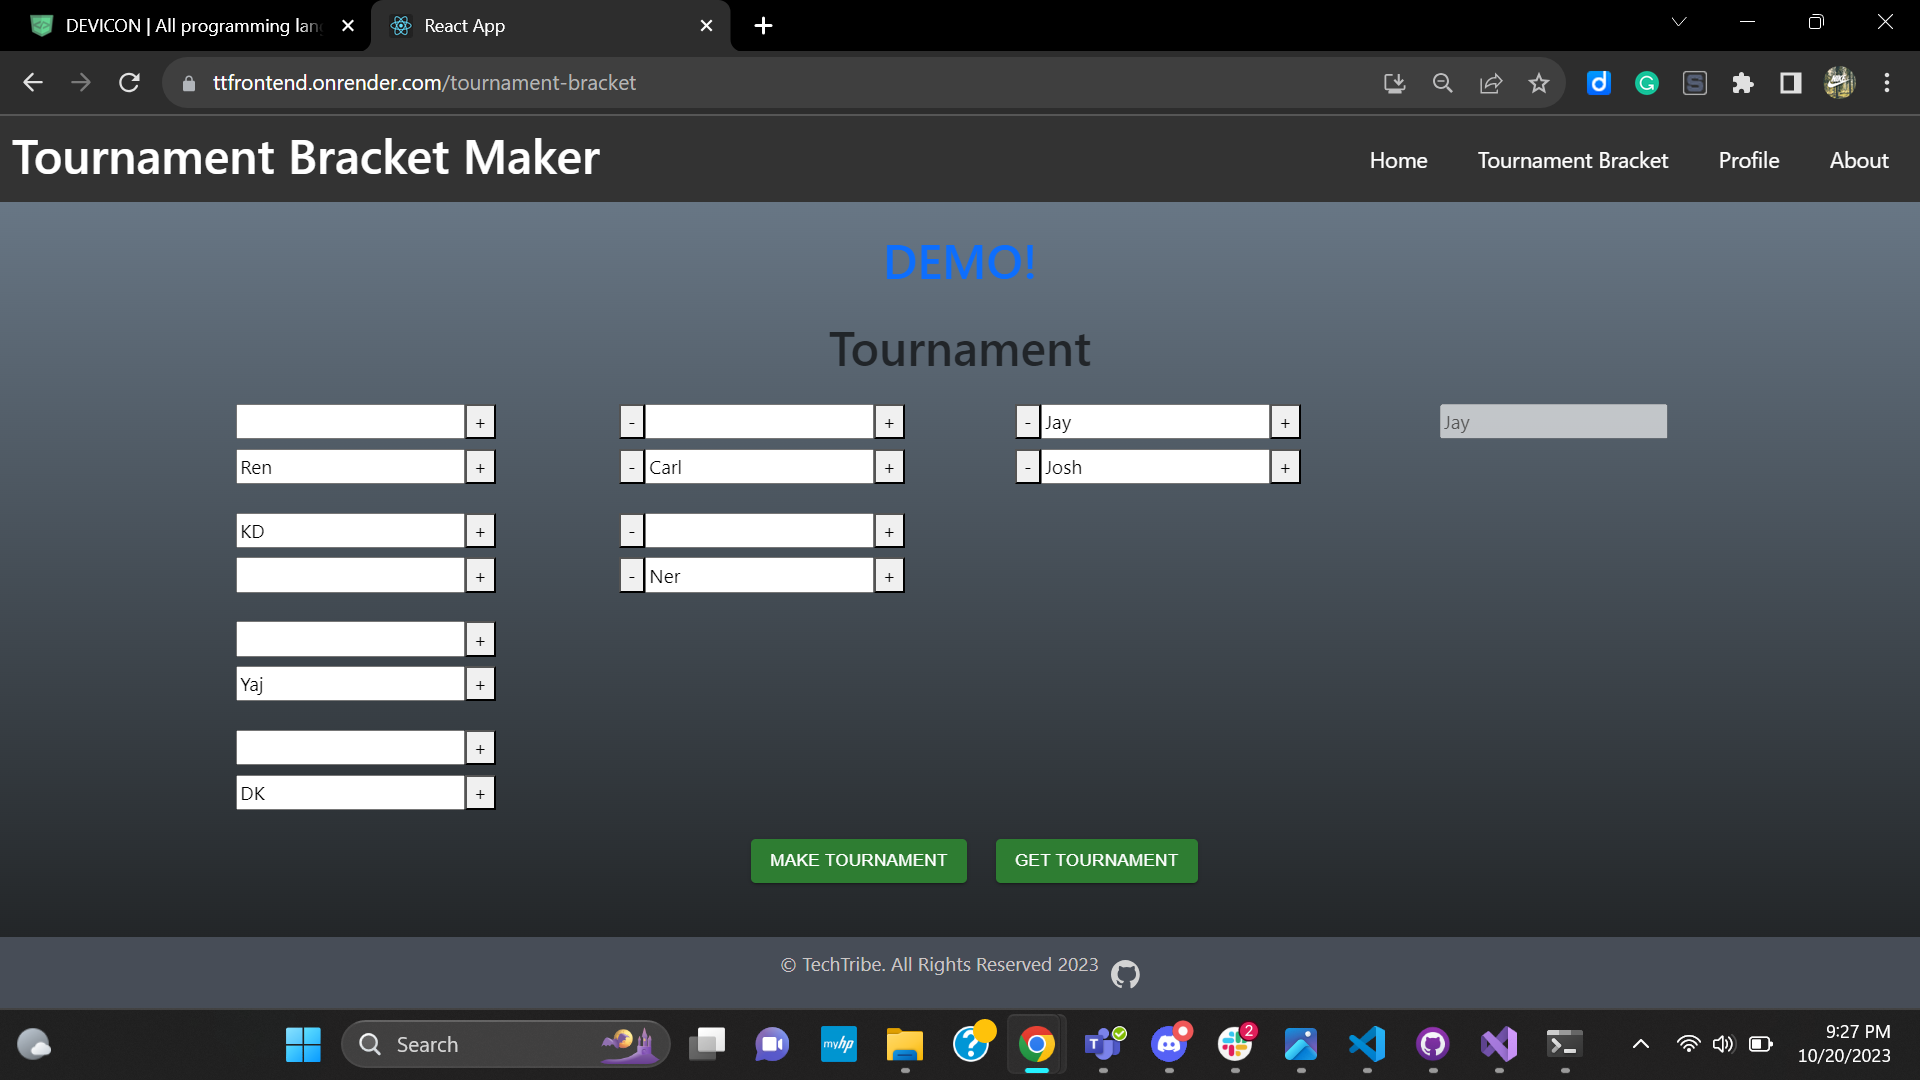 DEVICON | All programming lan
React App
ttfrontend.onrender.com/tournament-bracket
Tournament Bracket Maker
Home Tournament Bracket Profile About
DEMO!
Tournament
+ - + - Jay + Jay
Ren + - Carl + - Josh +
KD + - +
+ - Ner +
+
Yaj +
+
DK +
MAKE TOURNAMENT GET TOURNAMENT
© TechTribe. All Rights Reserved 2023
Search
myhp
2
9:27 PM
10/20/2023